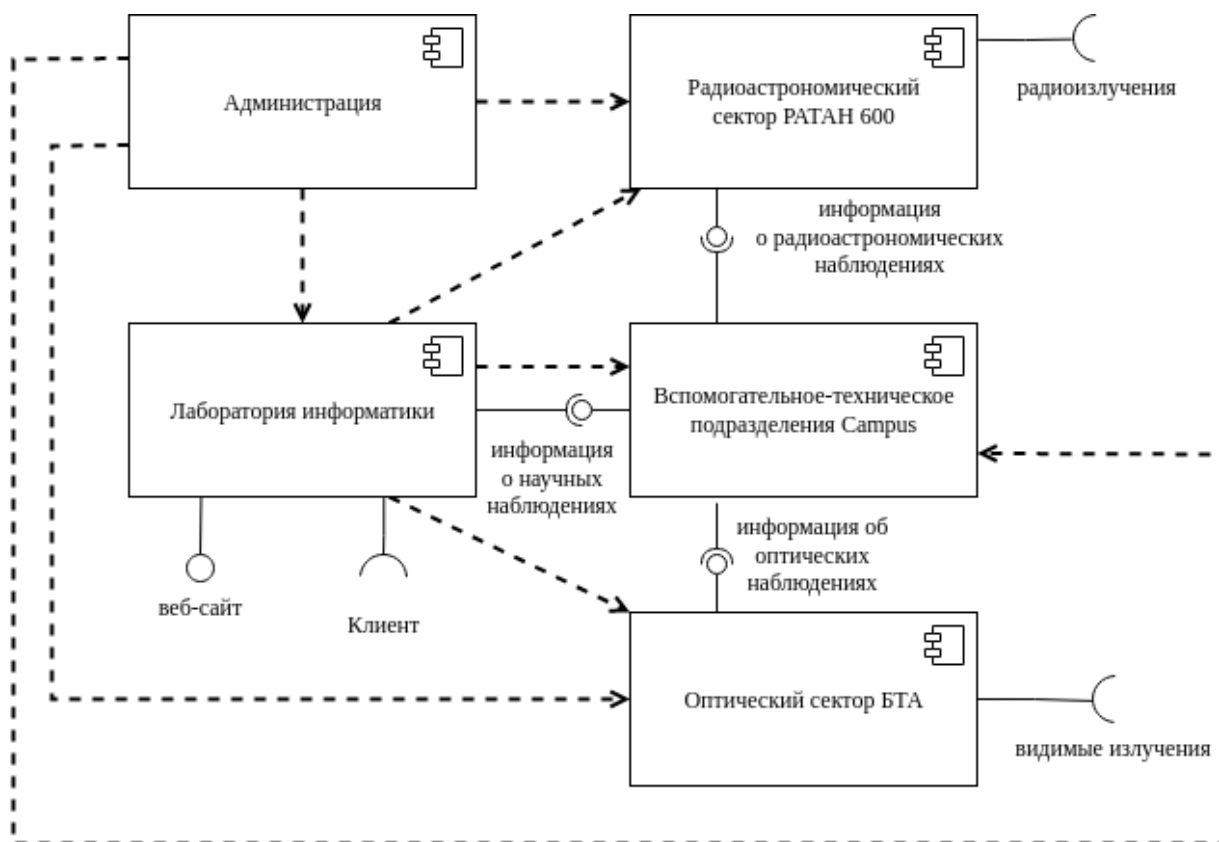 Администрация
Радиоастрономический
сектор РАТАН 600
радиоизлучения
информация
о радиоастрономических
наблюдениях
Лаборатория информатики
Вспомогательное-техническое
подразделения Campus
информация
о научных
наблюдениях
информация об
оптических
наблюдениях
веб-сайт
Клиент
Оптический сектор БТА
видимые излучения